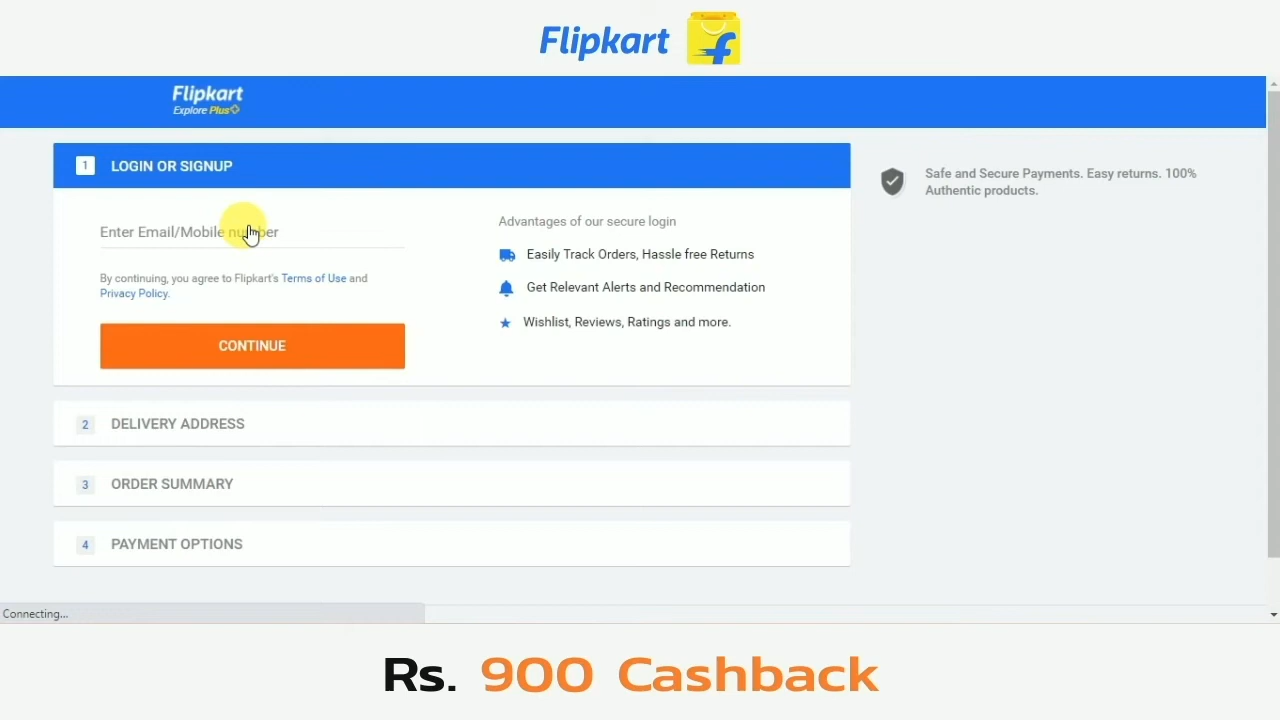 Flipkart
Flipkart
Explore Plus
1 LOGIN OR SIGNUP
Enter Email/Mobile number
By continuing, you agree to Flipkart's Terms of Use and
Privacy Policy.
CONTINUE
Advantages of our secure login
Easily Track Orders, Hassle free Returns
Get Relevant Alerts and Recommendation
Wishlist, Reviews, Ratings and more.
Safe and Secure Payments. Easy returns. 100%
Authentic products.
2 DELIVERY ADDRESS
3 ORDER SUMMARY
4 PAYMENT OPTIONS
Connecting...
Rs. 900 Cashback